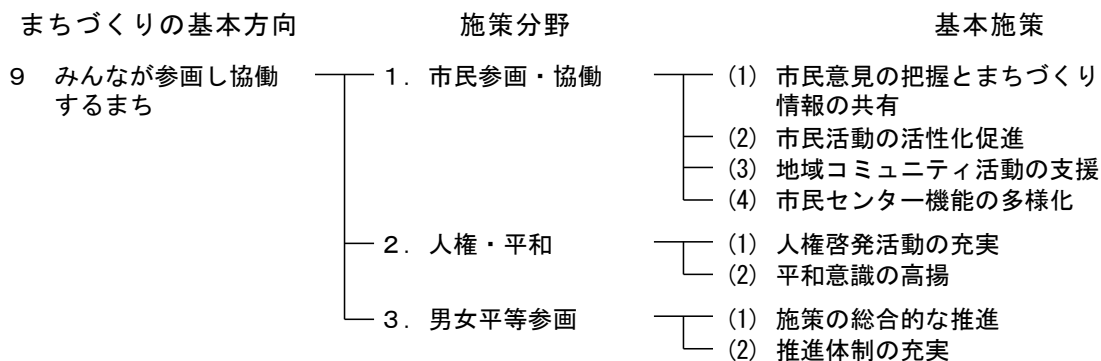 まちづくりの基本方向 施策分野 基本施策
9 みんなが参画し協働
するまち
1. 市民参画・協働
(1) 市民意見の把握とまちづくり
情報の共有
(2) 市民活動の活性化促進
(3) 地域コミュニティ活動の支援
(4) 市民センター機能の多様化
2. 人権・平和
(1) 人権啓発活動の充実
(2) 平和意識の高揚
3. 男女平等参画
(1) 施策の総合的な推進
(2) 推進体制の充実